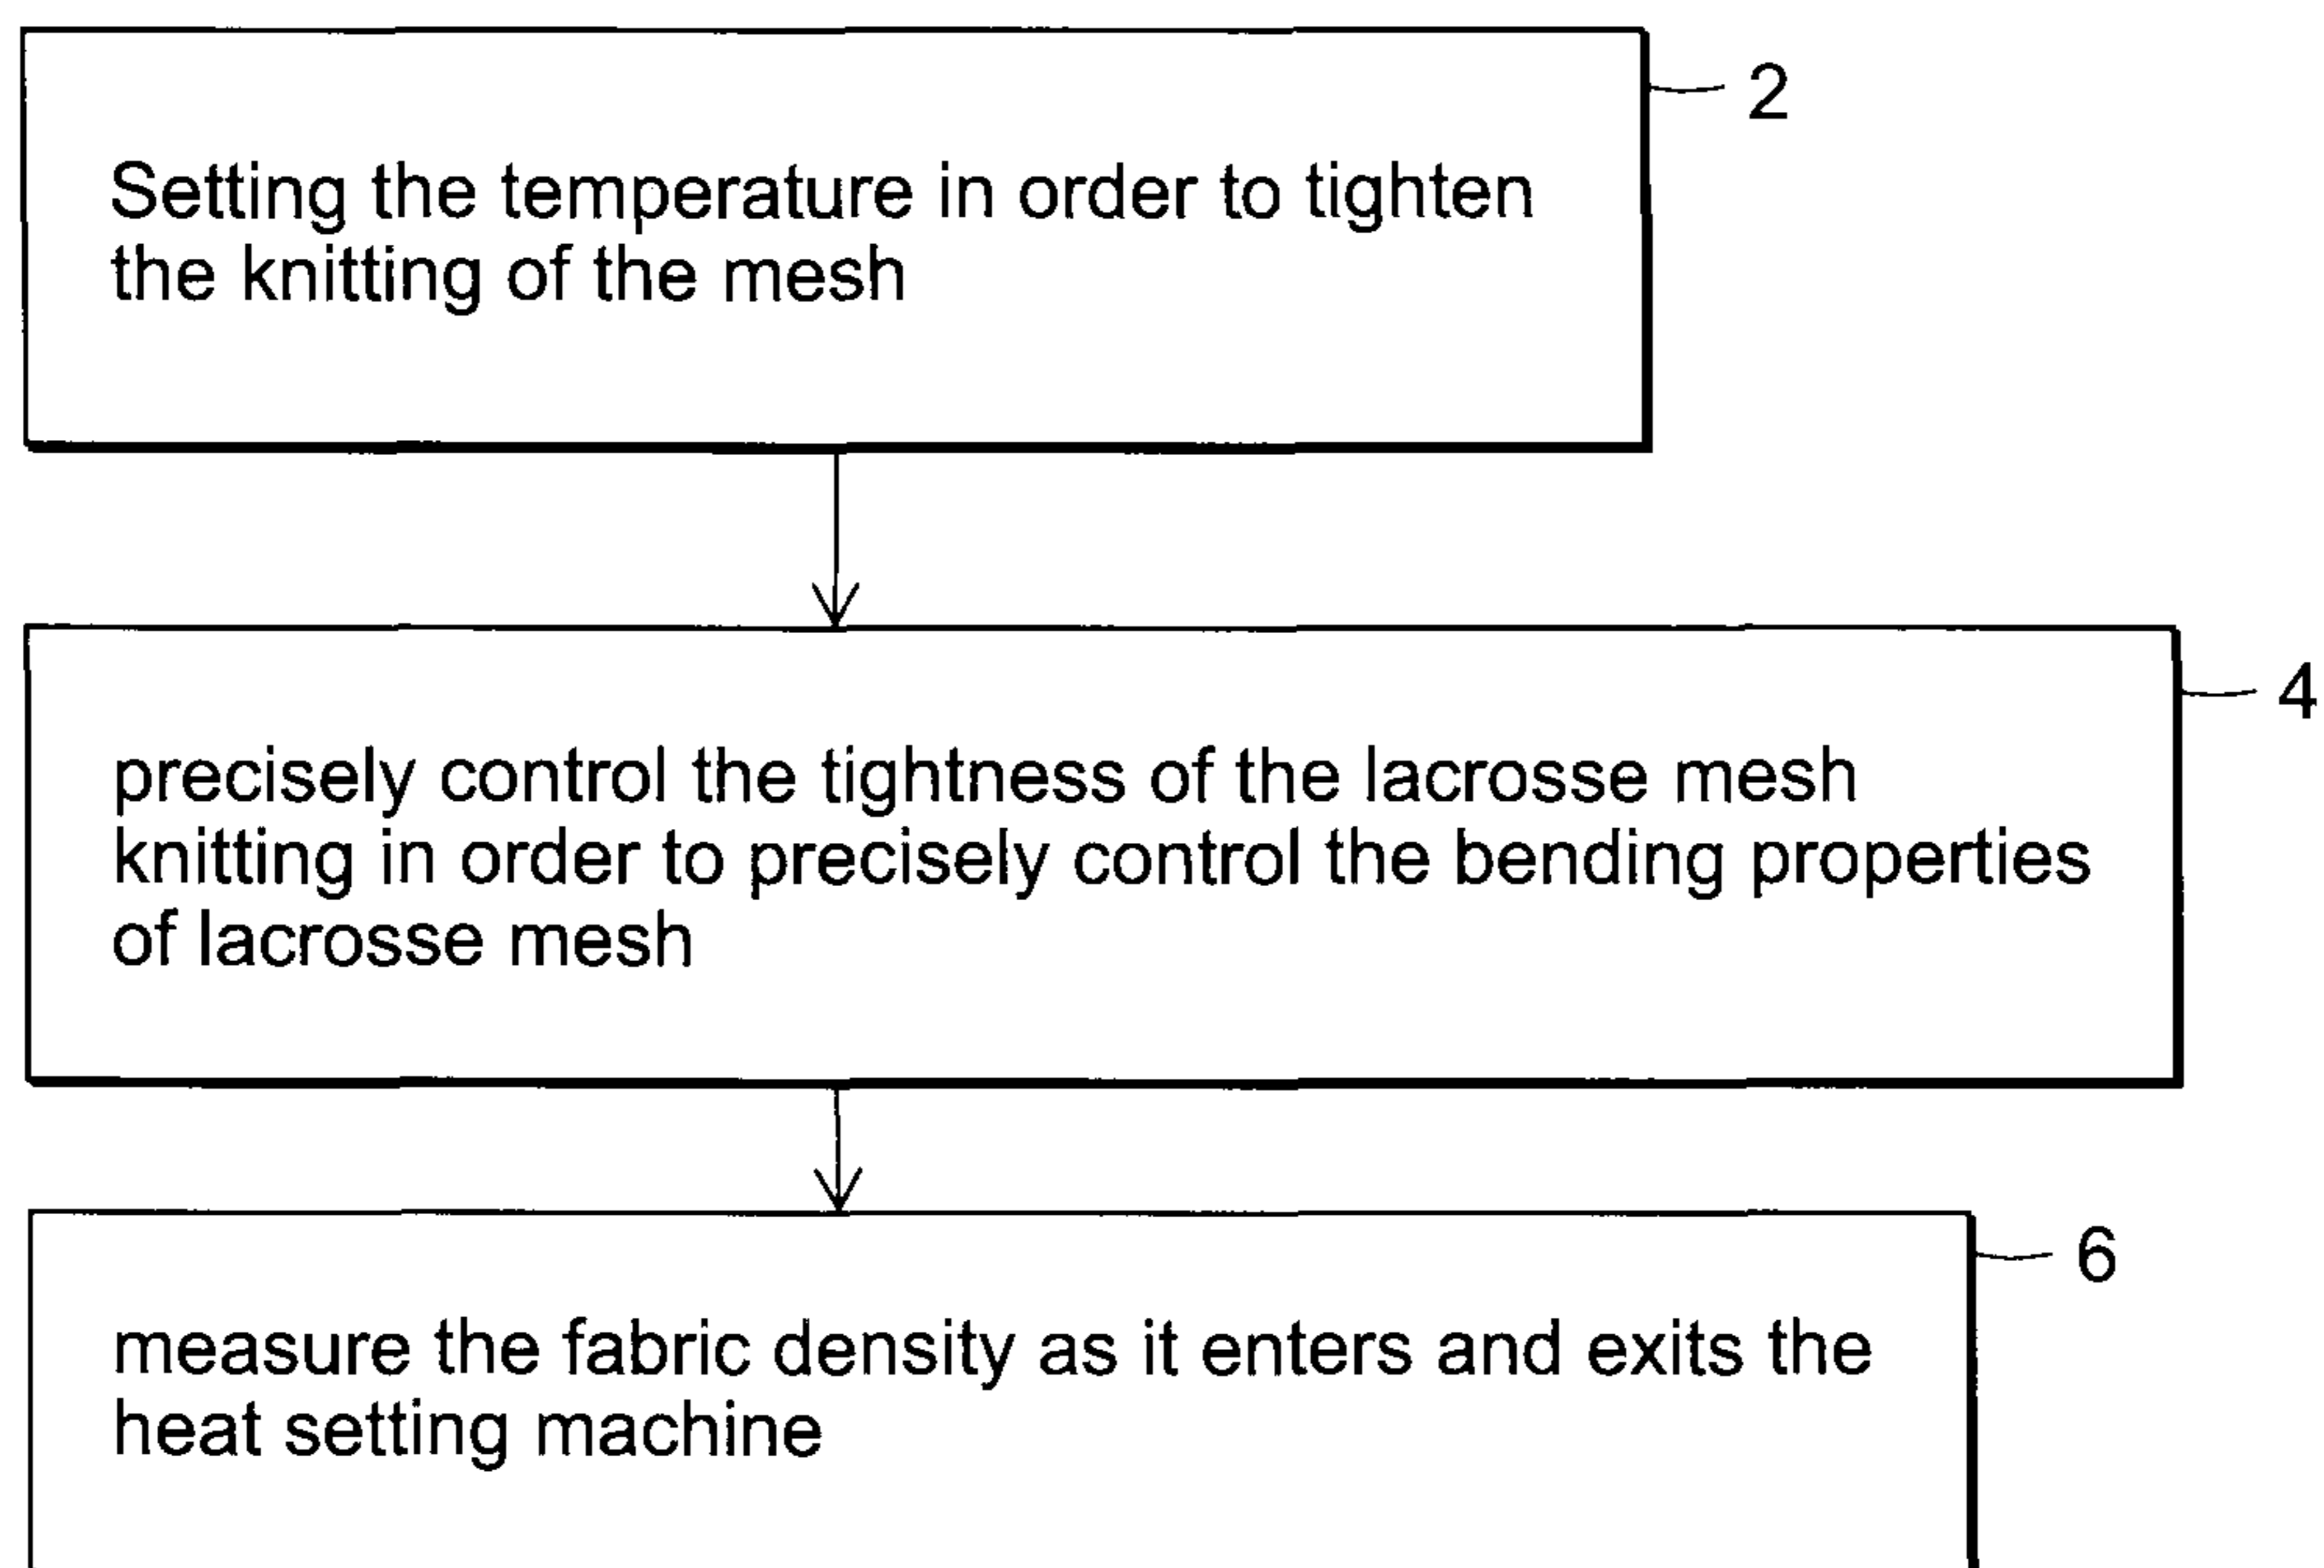 2
Setting the temperature in order to tighten
the knitting of the mesh
4
precisely control the tightness of the lacrosse mesh
knitting in order to precisely control the bending properties
of lacrosse mesh
6
measure the fabric density as it enters and exits the
heat setting machine